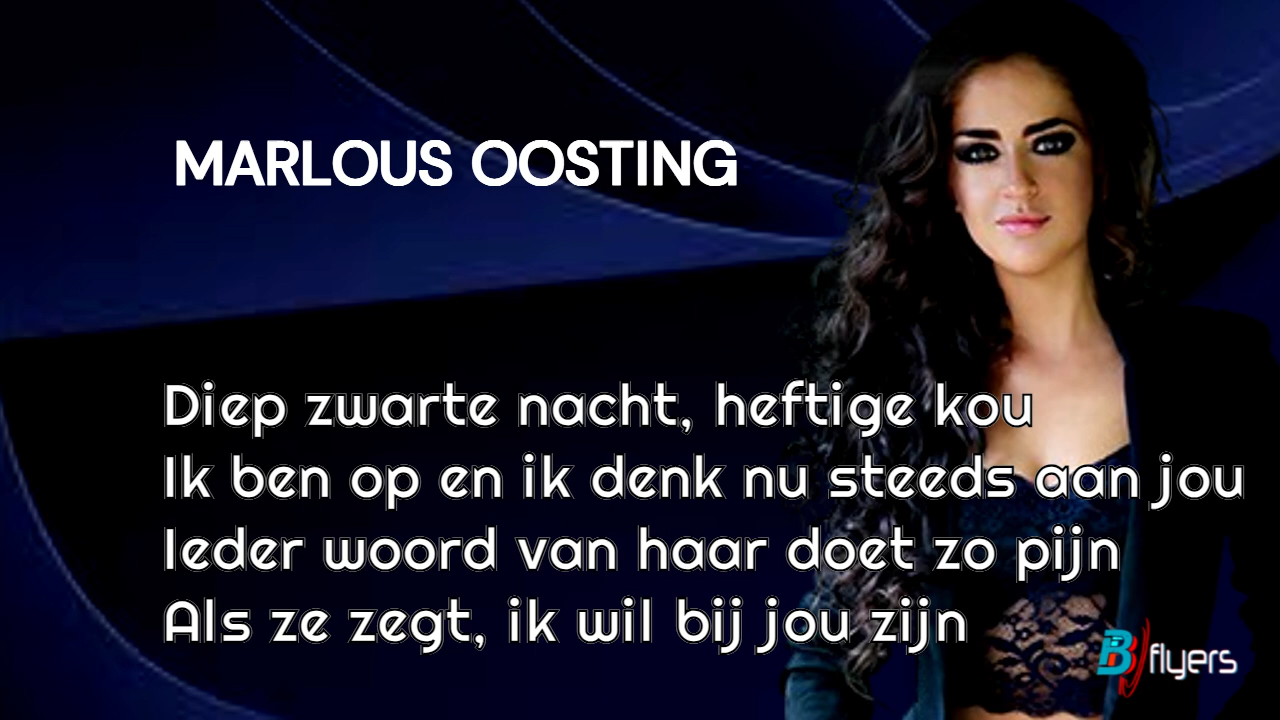 MARLOUS OOSTING
Diep zwarte nacht, heftige kou
Ik ben op en ik denk nu steeds aan jou
Ieder woord van haar doet zo pijn
Als ze zegt, ik wil bij jou zijn
BB flyers